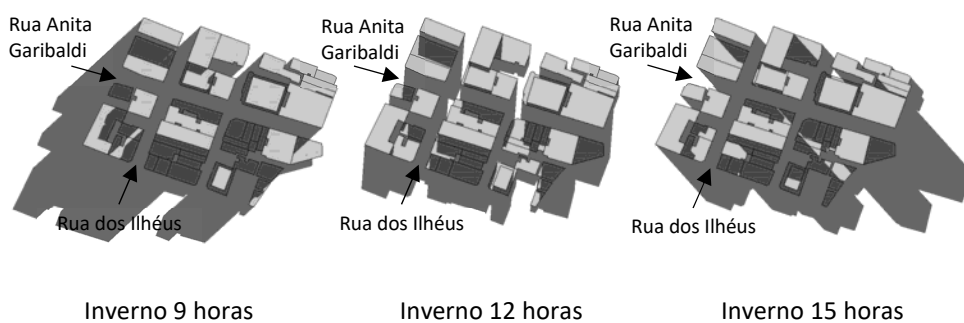 Rua Anita
Garibaldi
Rua dos Ilhéus
Inverno 9 horas
Rua Anita
Garibaldi
Rua dos Ilhéus
Inverno 12 horas
Rua Anita
Garibaldi
Rua dos Ilhéus
Inverno 15 horas